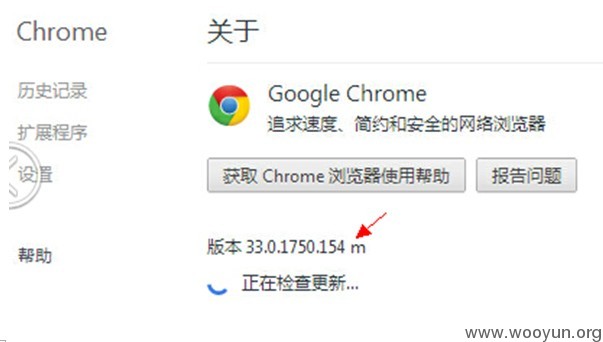 Chrome
历史记录
扩展程序
设置
帮助
关于
Google Chrome
追求速度、简约和安全的网络浏览器
获取 Chrome 浏览器使用帮助
报告问题
版本 33.0.1750.154 m
正在检查更新...
www.wooyun.org